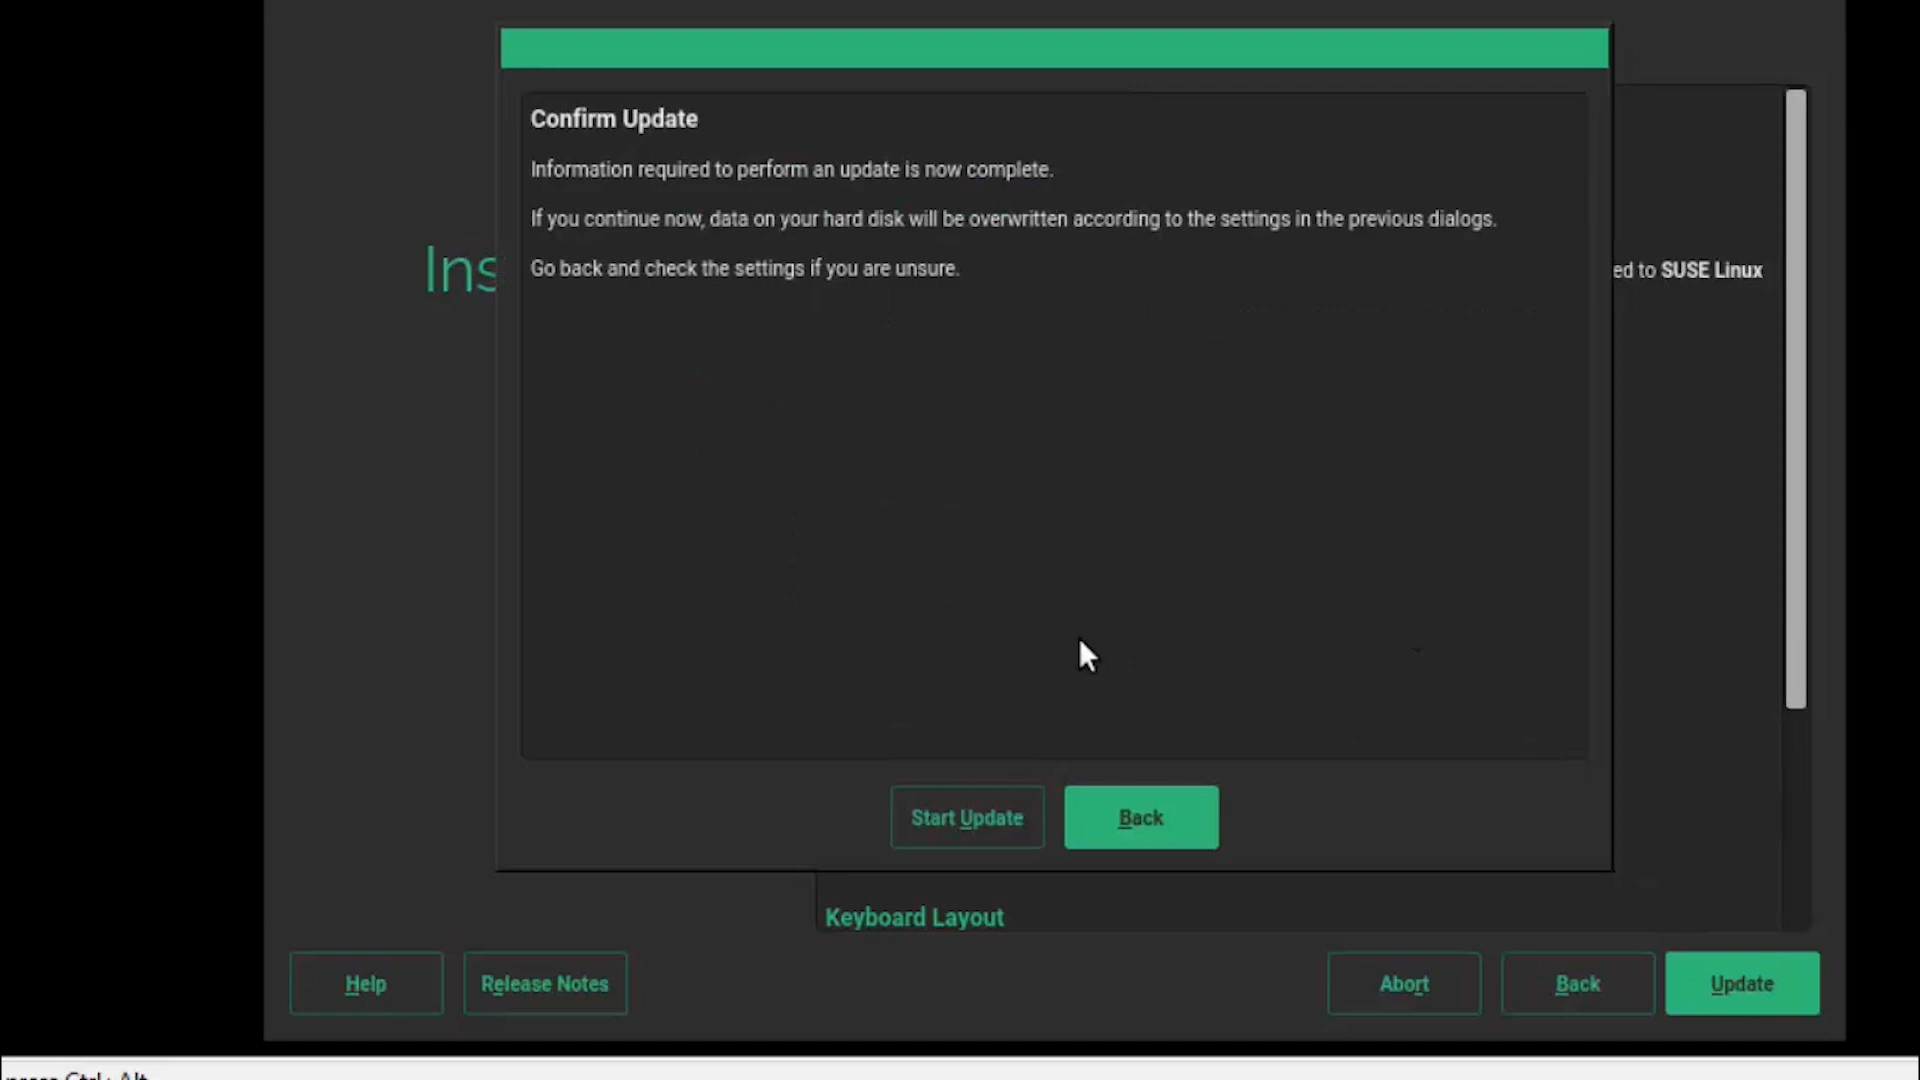 Confirm Update
Information required to perform an update is now complete.
If you continue now, data on your hard disk will be overwritten according to the settings in the previous dialogs.
Go back and check the settings if you are unsure.
Ins
ed to SUSE Linux
Start Update
Back
Keyboard Layout
Help
Release Notes
Abort
Back
Update
press Ctrl+Alt